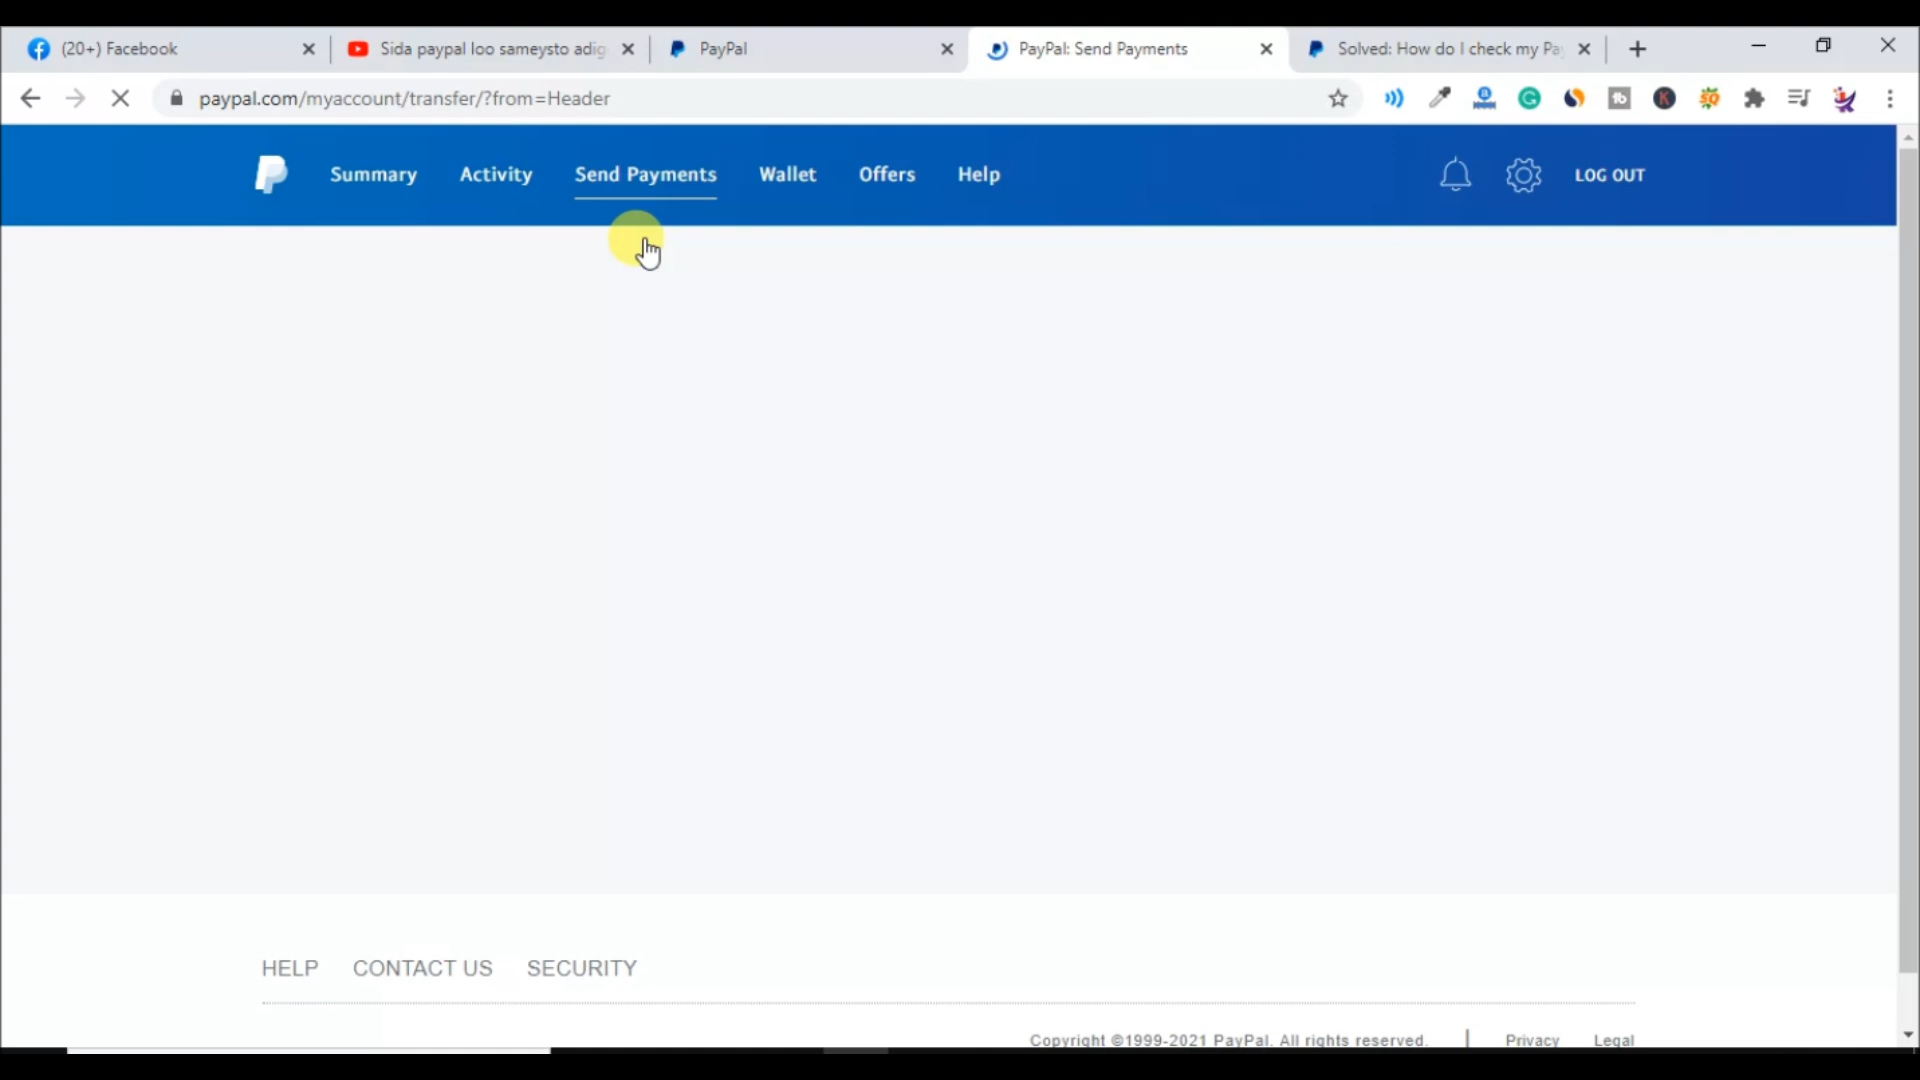 (20+) Facebook
Sida paypal loo sameysto adig
PayPal
PayPal: Send Payments
Solved: How do I check my Pa
paypal.com/myaccount/transfer/?from=Header
Summary
Activity
Send Payments
Wallet
Offers
Help
LOG OUT
HELP
CONTACT US
SECURITY
Copyright ©1999-2021 PayPal. All rights reserved.
Privacy
Legal